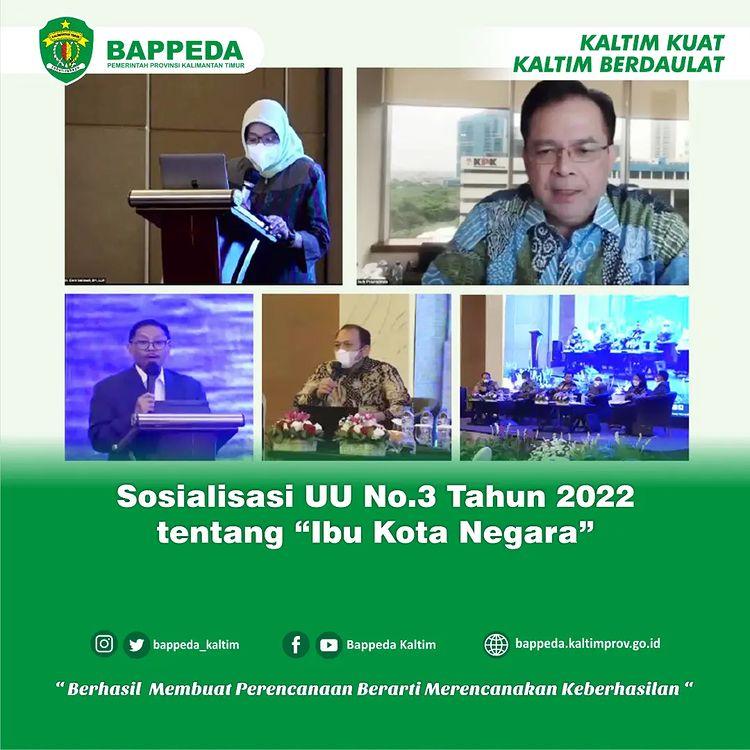 BAPPEDA
PEMERINTAH PROVINSI KALIMANTAN TIMUR
KALTIM KUAT
KALTIM BERDAULAT
KPK
Sosialisasi UU No.3 Tahun 2022
tentang “Ibu Kota Negara”
bappeda_kaltim
Bappeda Kaltim
bappeda.kaltimprov.go.id
“ Berhasil Membuat Perencanaan Berarti Merencanakan Keberhasilan “